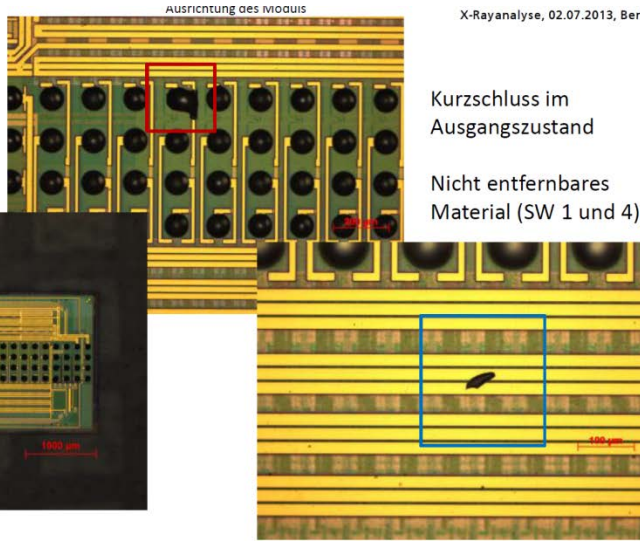 Ausrichtung des Moduls
X-Rayanalyse, 02.07.2013, Ber
Kurzschluss im
Ausgangszustand
Nicht entfernbares
Material (SW 1 und 4)
1000 µm
100 µm